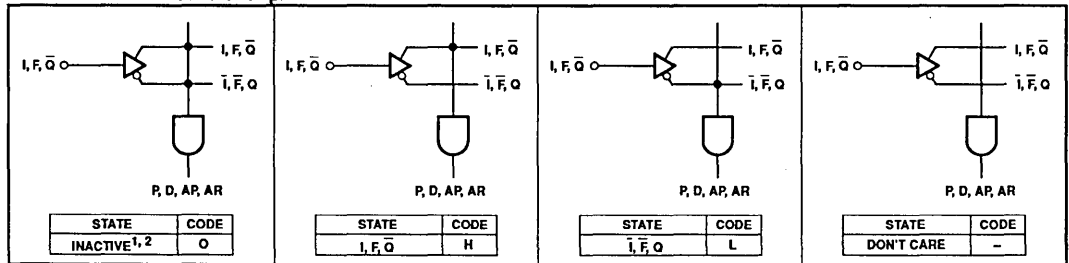 I, F, Q̅
I, F, Q̅
I̅, F̅, Q
P, D, AP, AR
STATE CODE
INACTIVE1, 2 O
I, F, Q̅
I, F, Q̅
I̅, F̅, Q
P, D, AP, AR
STATE CODE
I, F, Q̅ H
I, F, Q̅
I, F, Q̅
I̅, F̅, Q
P, D, AP, AR
STATE CODE
I̅, F̅, Q L
I, F, Q̅
I, F, Q̅
I̅, F̅, Q
P, D, AP, AR
STATE CODE
DON'T CARE –